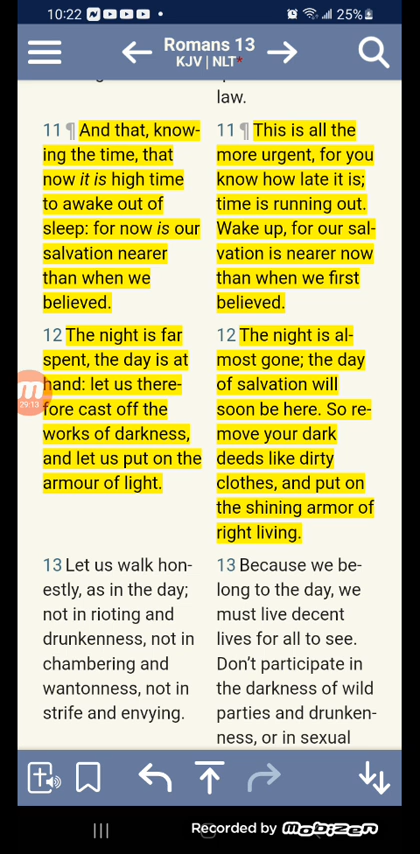 10:22 25%
Romans 13
KJV | NLT*
law.
11 ¶ And that, know-
ing the time, that
now it is high time
to awake out of
sleep: for now is our
salvation nearer
than when we
believed.
12 The night is far
spent, the day is at
hand: let us there-
fore cast off the
works of darkness,
and let us put on the
armour of light.
13 Let us walk hon-
estly, as in the day;
not in rioting and
drunkenness, not in
chambering and
wantonness, not in
strife and envying.
11 ¶ This is all the
more urgent, for you
know how late it is;
time is running out.
Wake up, for our sal-
vation is nearer now
than when we first
believed.
12 The night is al-
most gone; the day
of salvation will
soon be here. So re-
move your dark
deeds like dirty
clothes, and put on
the shining armor of
right living.
13 Because we be-
long to the day, we
must live decent
lives for all to see.
Don't participate in
the darkness of wild
parties and drunken-
ness, or in sexual
m
29:13
Recorded by Mobizen